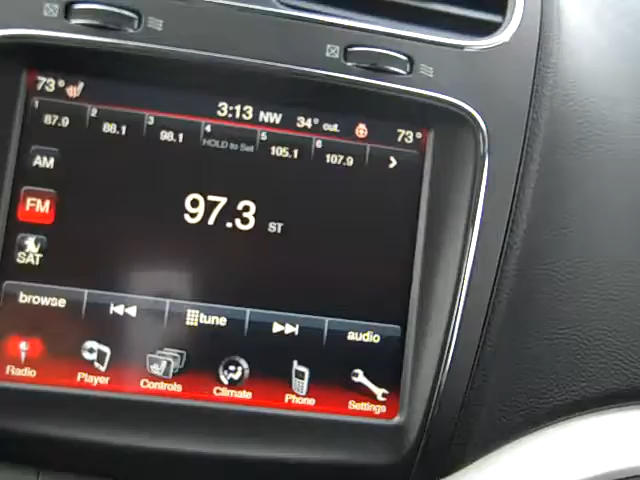 73° 3:13 NW 34° out. 73°
1 87.9 2 88.1 3 98.1 4 HOLD to Set 5 105.1 6 107.9
AM
FM 97.3 ST
SAT
browse tune audio
Radio Player Controls Climate Phone Settings